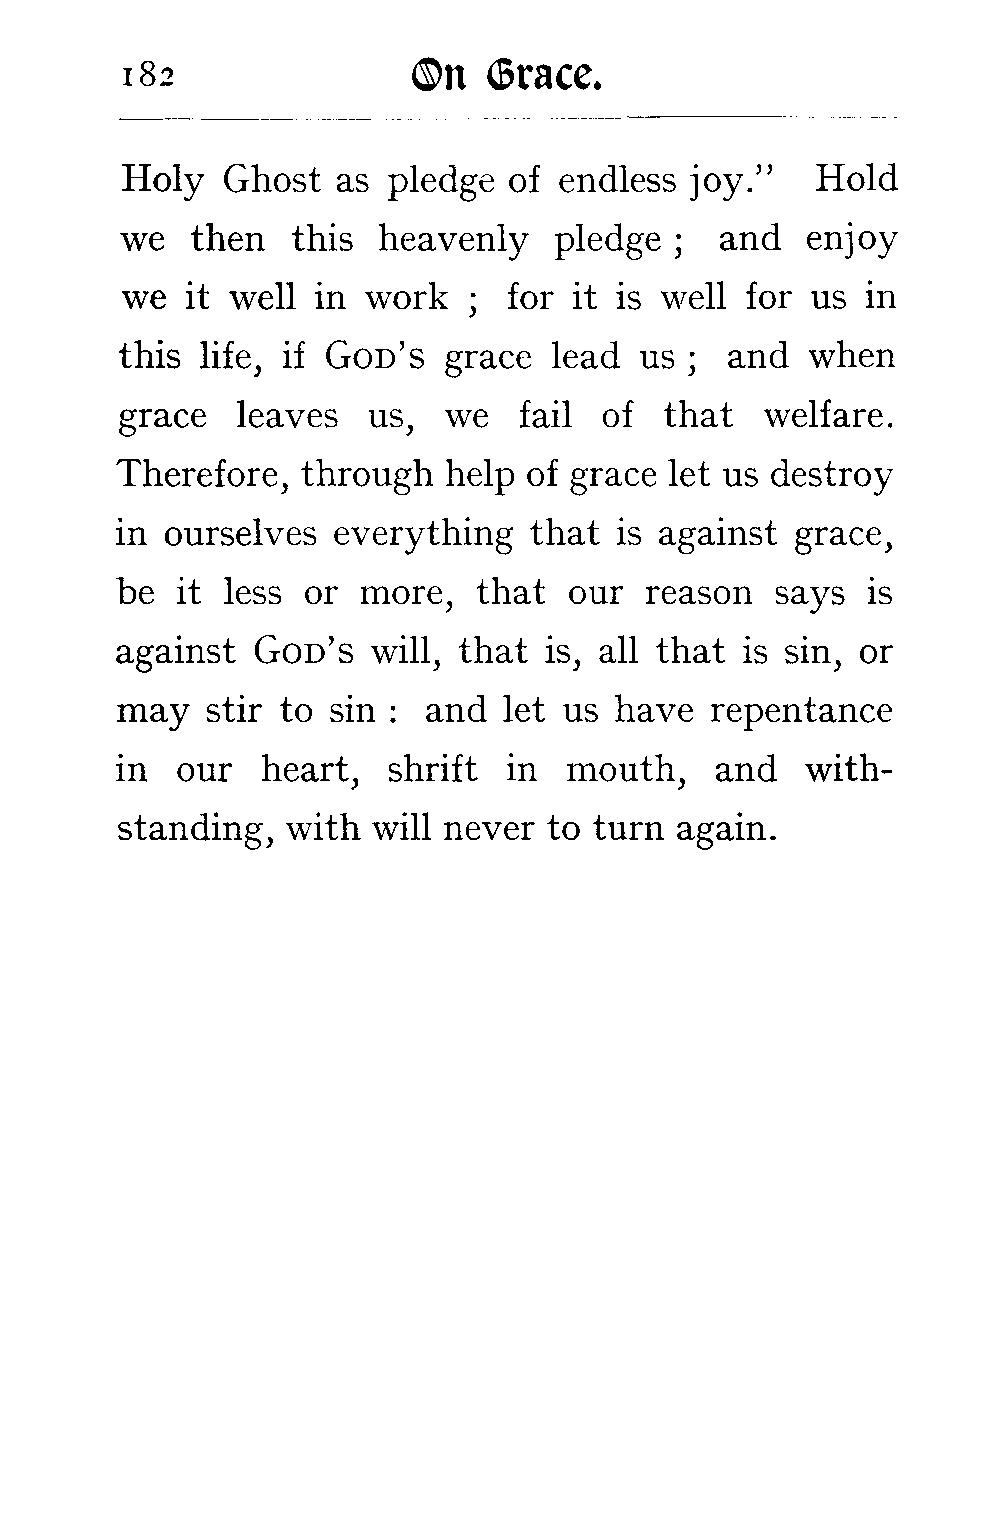 182 On Grace.
Holy Ghost as pledge of endless joy.” Hold
we then this heavenly pledge ; and enjoy
we it well in work ; for it is well for us in
this life, if GOD’S grace lead us ; and when
grace leaves us, we fail of that welfare.
Therefore, through help of grace let us destroy
in ourselves everything that is against grace,
be it less or more, that our reason says is
against GOD’S will, that is, all that is sin, or
may stir to sin : and let us have repentance
in our heart, shrift in mouth, and with-
standing, with will never to turn again.